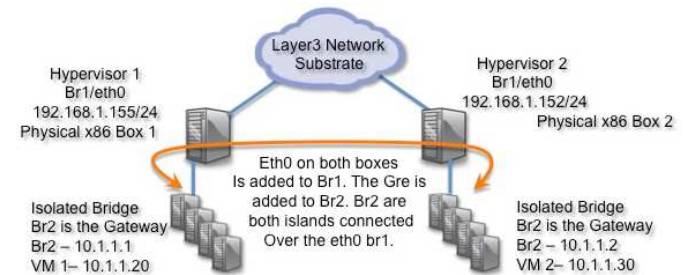 Layer3 Network
Substrate
Hypervisor 1
Br1/eth0
192.168.1.155/24
Physical x86 Box 1
Hypervisor 2
Br1/eth0
192.168.1.152/24
Physical x86 Box 2
Eth0 on both boxes
Is added to Br1. The Gre is
added to Br2. Br2 are
both islands connected
Over the eth0 br1.
Isolated Bridge
Br2 is the Gateway
Br2 – 10.1.1.1
VM 1– 10.1.1.20
Isolated Bridge
Br2 is the Gateway
Br2 – 10.1.1.2
VM 2– 10.1.1.30